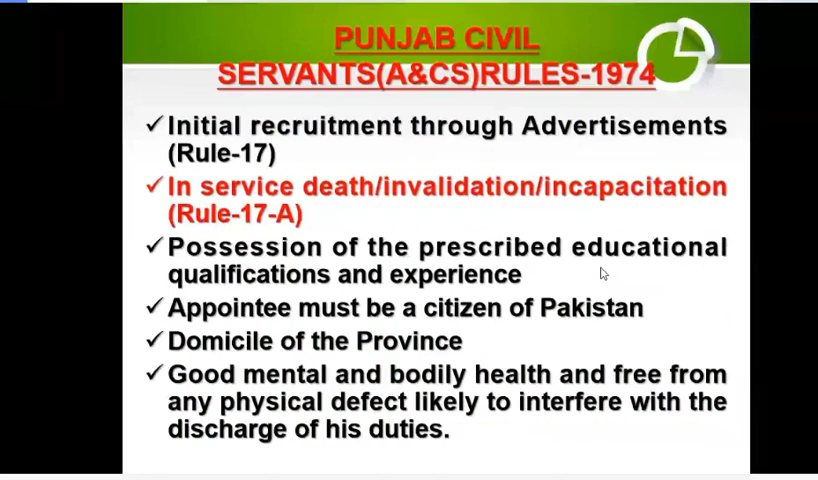 PUNJAB CIVIL
SERVANTS(A&CS)RULES-1974
✓Initial recruitment through Advertisements
(Rule-17)
✓In service death/invalidation/incapacitation
(Rule-17-A)
✓Possession of the prescribed educational
qualifications and experience
✓Appointee must be a citizen of Pakistan
✓Domicile of the Province
✓Good mental and bodily health and free from
any physical defect likely to interfere with the
discharge of his duties.